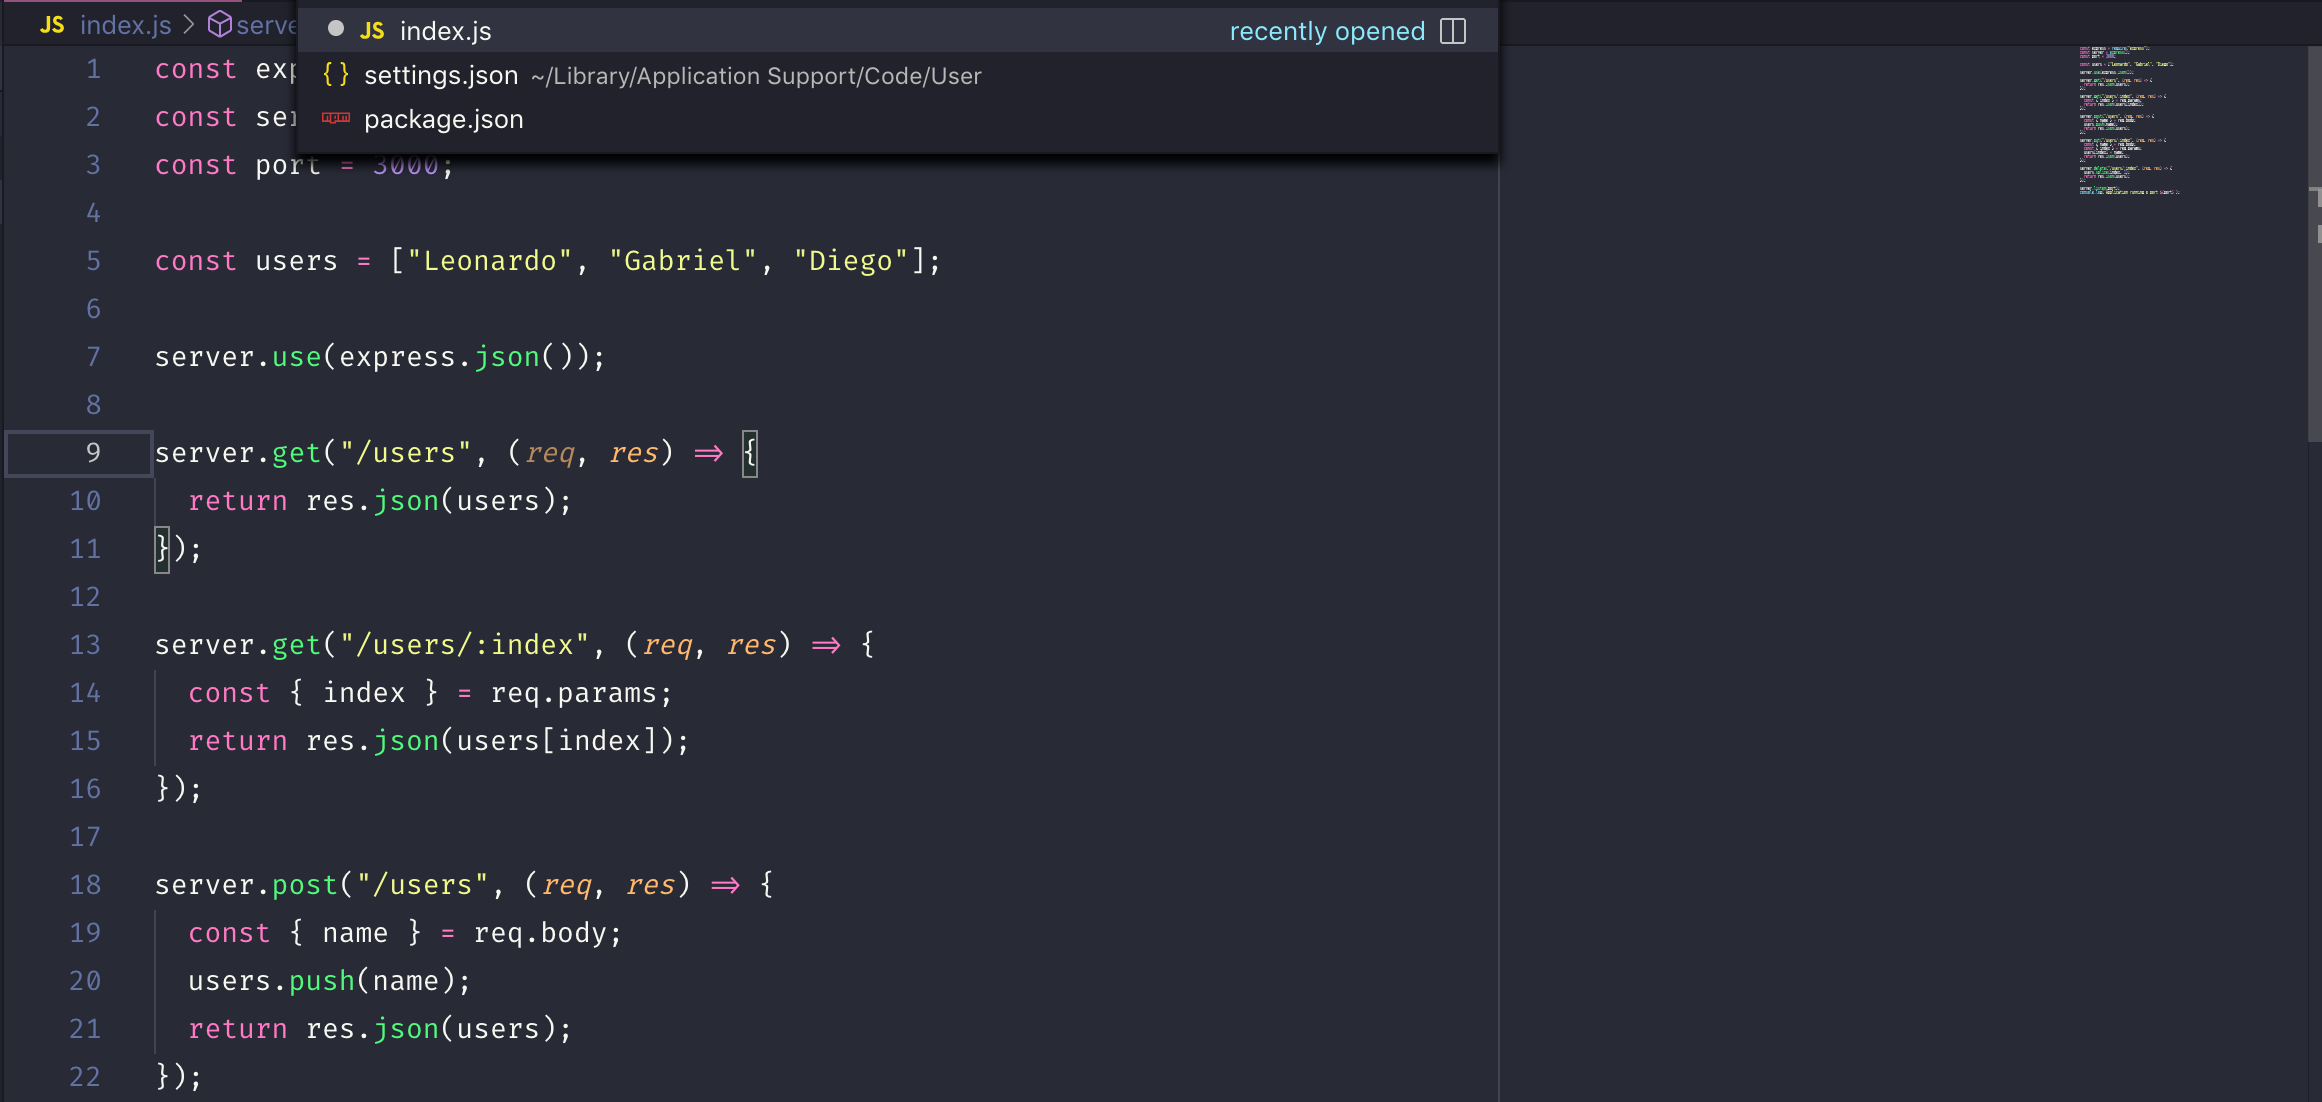 JS index.js > serve
JS index.js recently opened
{} settings.json ~/Library/Application Support/Code/User
package.json
1 const exp
2 const ser
3 const port = 3000;
4
5 const users = ["Leonardo", "Gabriel", "Diego"];
6
7 server.use(express.json());
8
9 server.get("/users", (req, res) => {
10 return res.json(users);
11 });
12
13 server.get("/users/:index", (req, res) => {
14 const { index } = req.params;
15 return res.json(users[index]);
16 });
17
18 server.post("/users", (req, res) => {
19 const { name } = req.body;
20 users.push(name);
21 return res.json(users);
22 });